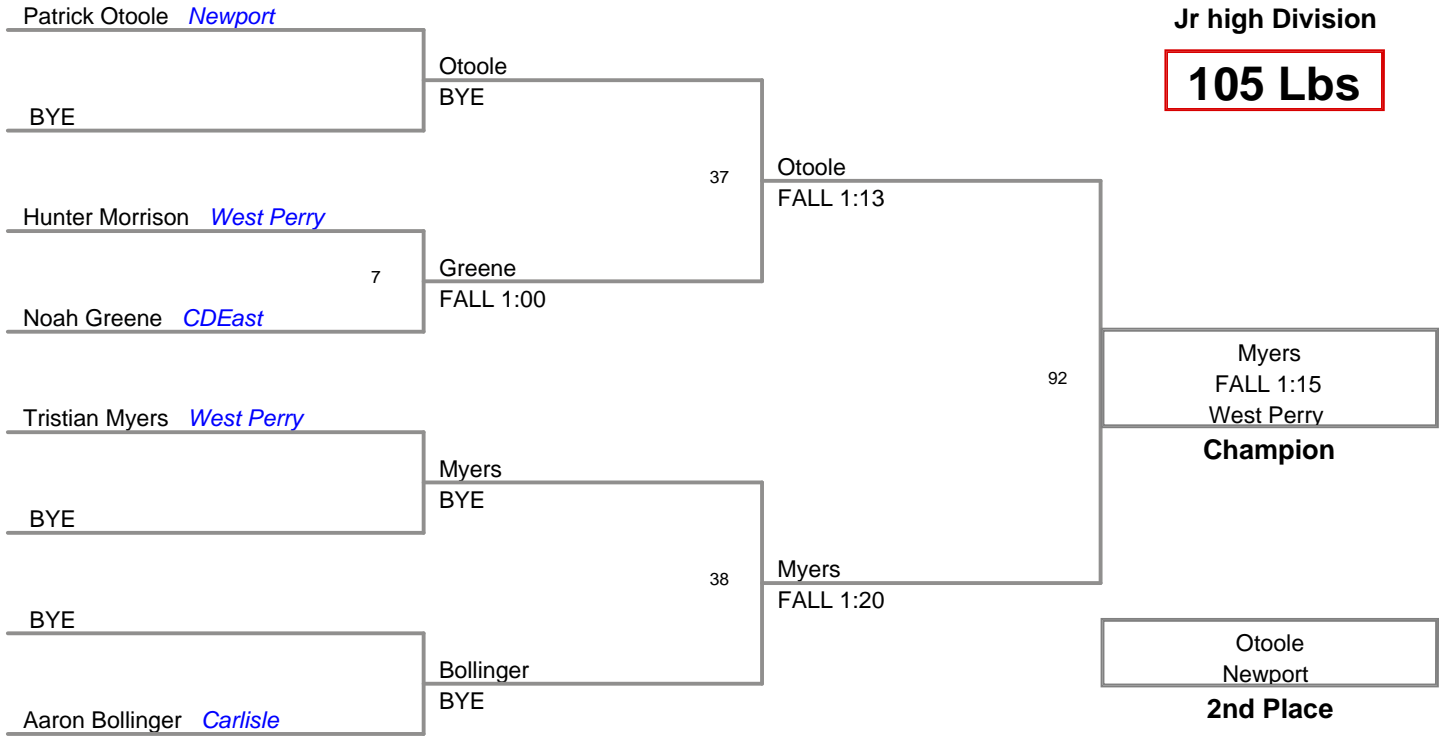 Patrick Otoole Newport
Jr high Division
Otoole
105 Lbs
BYE
BYE
37
Otoole
FALL 1:13
Hunter Morrison West Perry
7
Greene
FALL 1:00
Noah Greene CDEast
92
Myers
FALL 1:15
West Perry
Champion
Tristian Myers West Perry
Myers
BYE
BYE
38
Myers
FALL 1:20
BYE
Otoole
Newport
2nd Place
Bollinger
BYE
Aaron Bollinger Carlisle